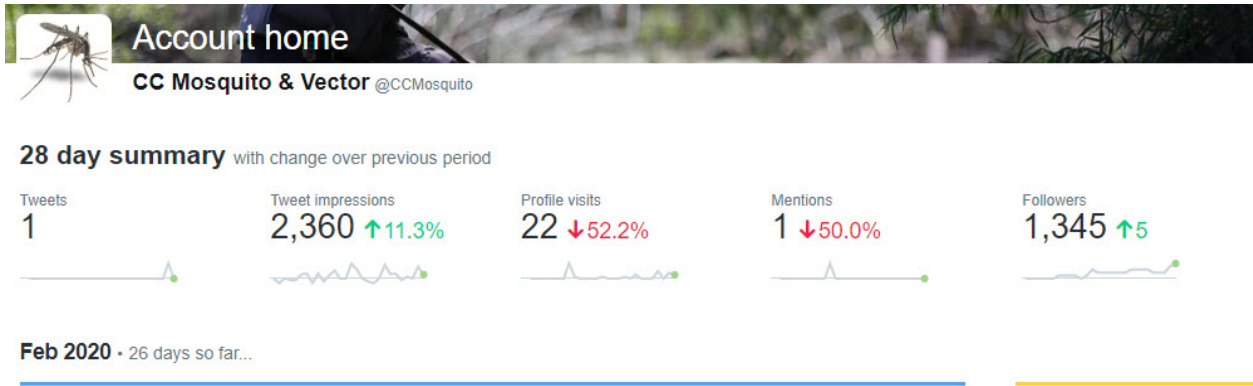 Account home
CC Mosquito & Vector @CCMosquito
28 day summary with change over previous period
Tweets Tweet impressions Profile visits Mentions Followers
1 2,360 ↑11.3% 22 ↓52.2% 1 ↓50.0% 1,345 ↑5
Feb 2020 • 26 days so far...